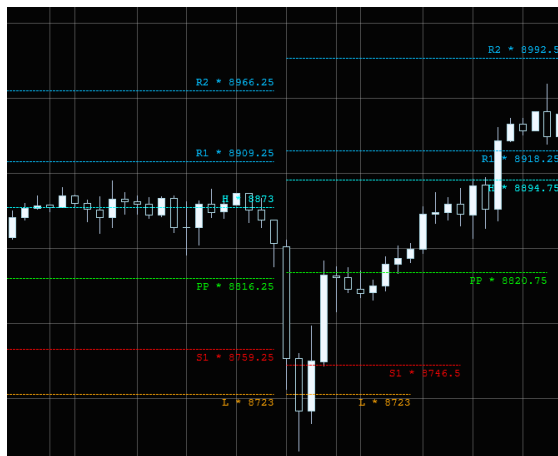 R2 * 8992.5
R2 * 8966.25
R1 * 8909.25
R1 * 8918.25
H * 8873
H * 8894.75
PP * 8816.25
PP * 8820.75
S1 * 8759.25
S1 * 8746.5
L * 8723
L * 8723